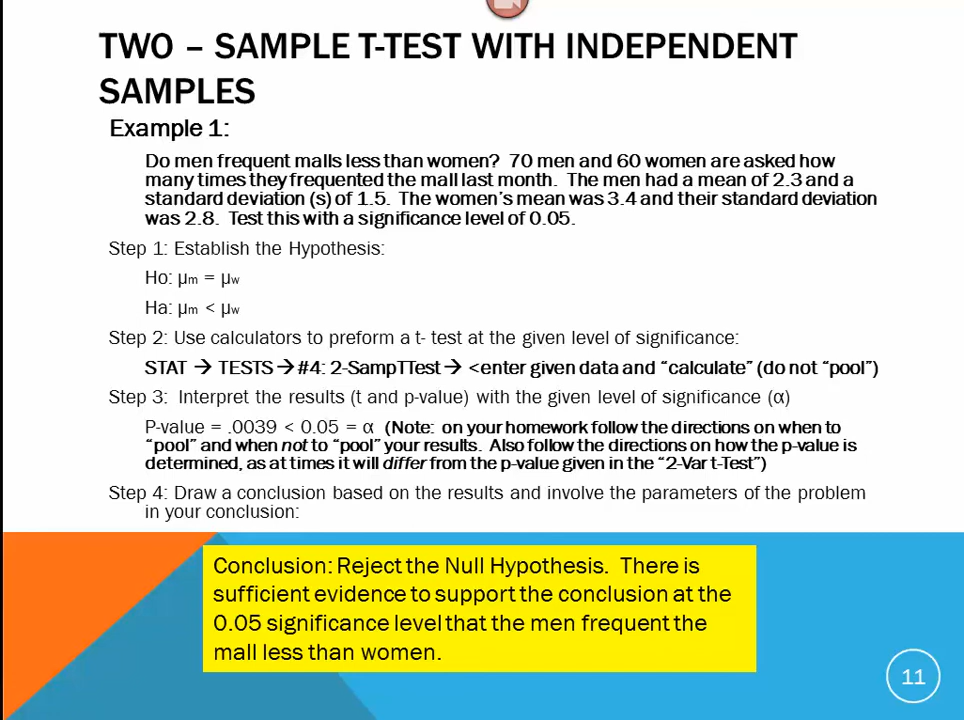 TWO – SAMPLE T-TEST WITH INDEPENDENT
SAMPLES
Example 1:
Do men frequent malls less than women? 70 men and 60 women are asked how
many times they frequented the mall last month. The men had a mean of 2.3 and a
standard deviation (s) of 1.5. The women's mean was 3.4 and their standard deviation
was 2.8. Test this with a significance level of 0.05.
Step 1: Establish the Hypothesis:
Ho: μm = μw
Ha: μm < μw
Step 2: Use calculators to preform a t- test at the given level of significance:
STAT → TESTS → #4: 2-SampTTest → <enter given data and “calculate” (do not “pool”)
Step 3: Interpret the results (t and p-value) with the given level of significance (α)
P-value = .0039 < 0.05 = α (Note: on your homework follow the directions on when to
“pool” and when not to “pool” your results. Also follow the directions on how the p-value is
determined, as at times it will differ from the p-value given in the “2-Var t-Test”)
Step 4: Draw a conclusion based on the results and involve the parameters of the problem
in your conclusion:
Conclusion: Reject the Null Hypothesis. There is
sufficient evidence to support the conclusion at the
0.05 significance level that the men frequent the
mall less than women.
11